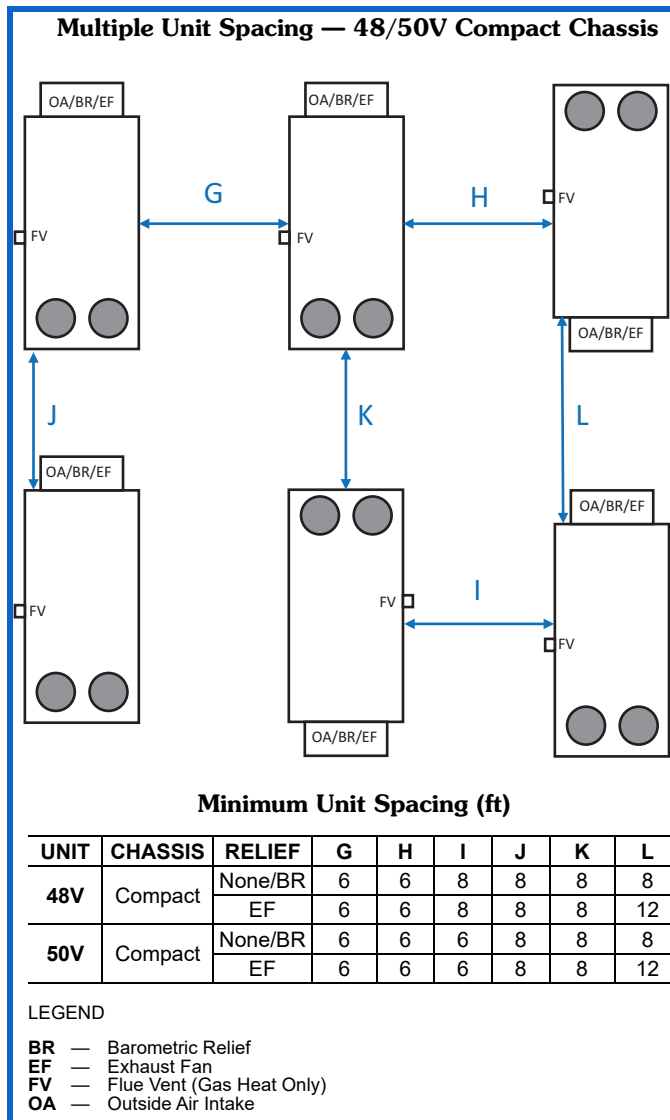 Multiple Unit Spacing — 48/50V Compact Chassis
OA/BR/EF
OA/BR/EF
G
H
FV
FV
FV
OA/BR/EF
J
K
L
OA/BR/EF
OA/BR/EF
FV
FV
I
FV
OA/BR/EF
Minimum Unit Spacing (ft)
UNIT CHASSIS RELIEF G H I J K L
48V Compact None/BR 6 6 8 8 8 8
EF 6 6 8 8 8 12
50V Compact None/BR 6 6 6 8 8 8
EF 6 6 6 8 8 12
LEGEND
BR — Barometric Relief
EF — Exhaust Fan
FV — Flue Vent (Gas Heat Only)
OA — Outside Air Intake